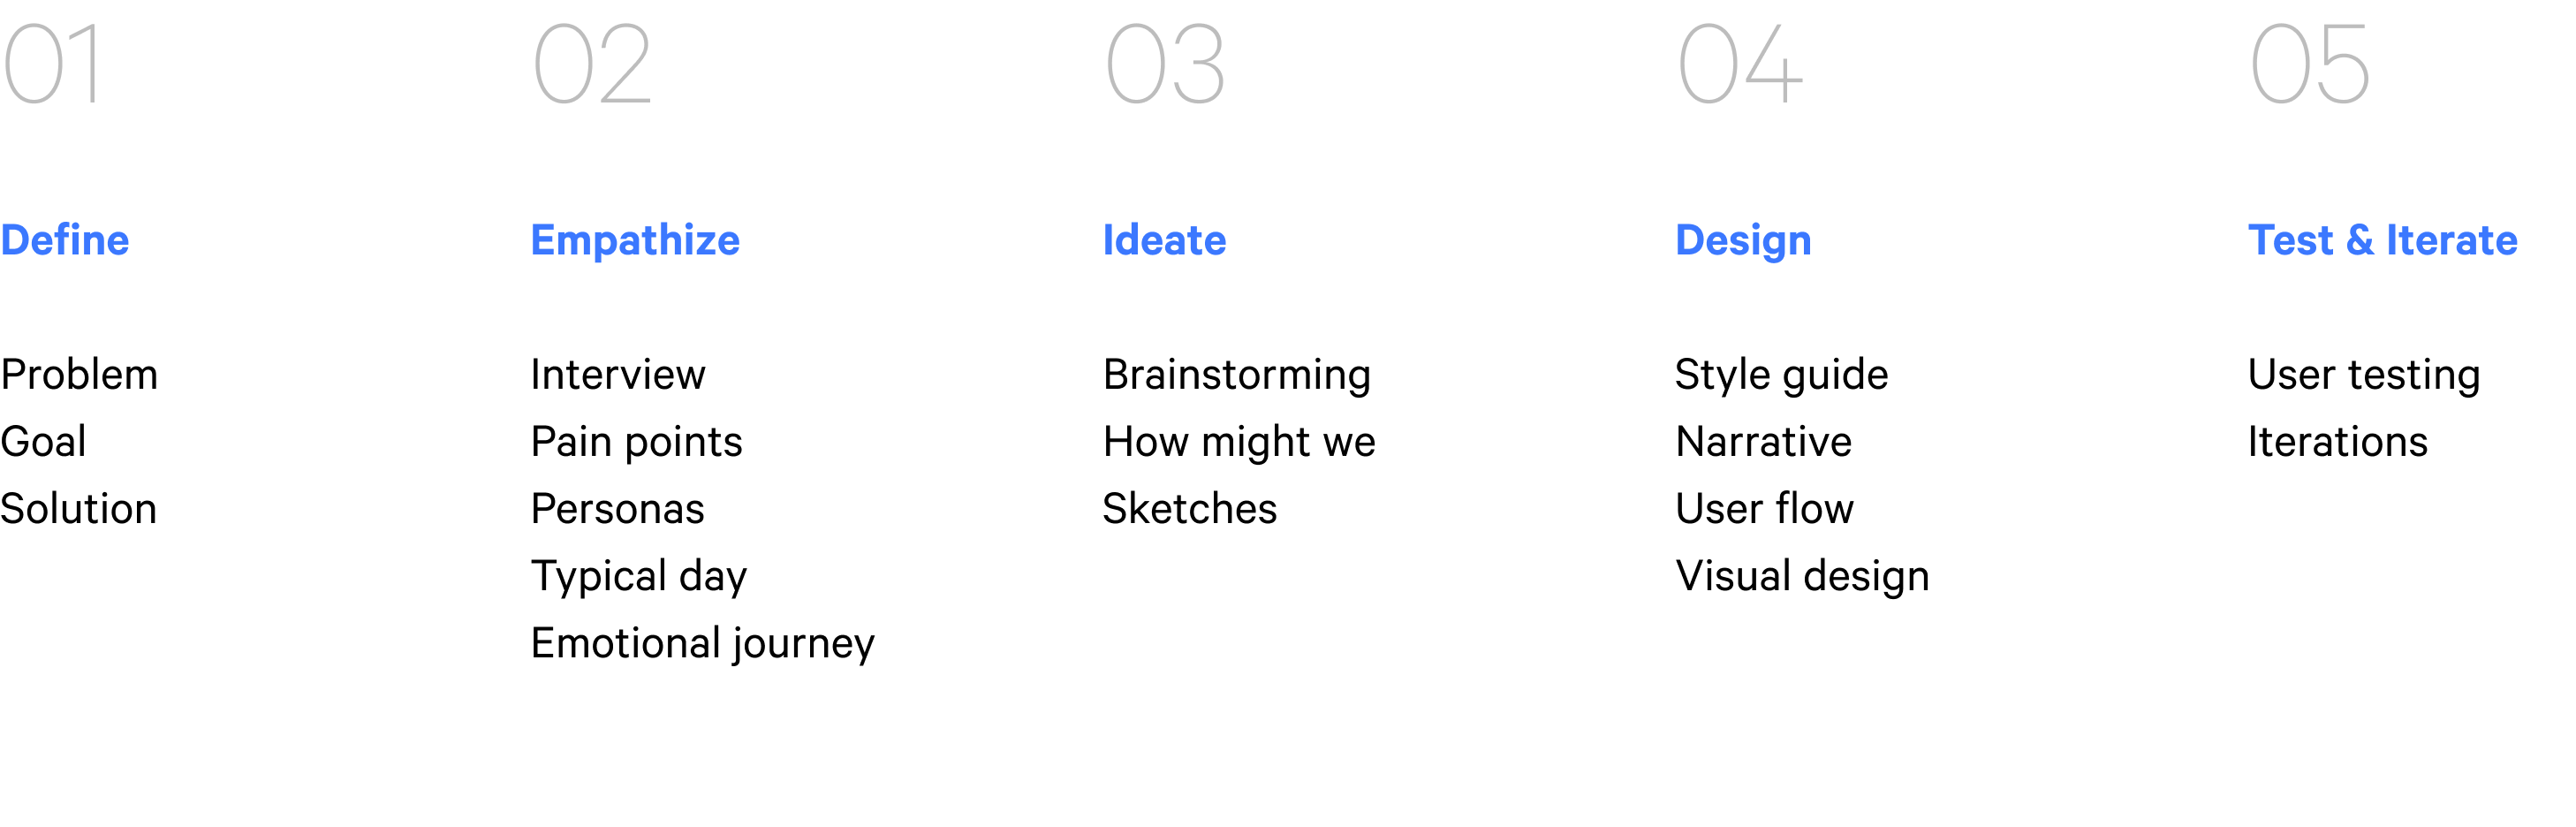 01
Define
Problem
Goal
Solution
02
Empathize
Interview
Pain points
Personas
Typical day
Emotional journey
03
Ideate
Brainstorming
How might we
Sketches
04
Design
Style guide
Narrative
User flow
Visual design
05
Test & Iterate
User testing
Iterations